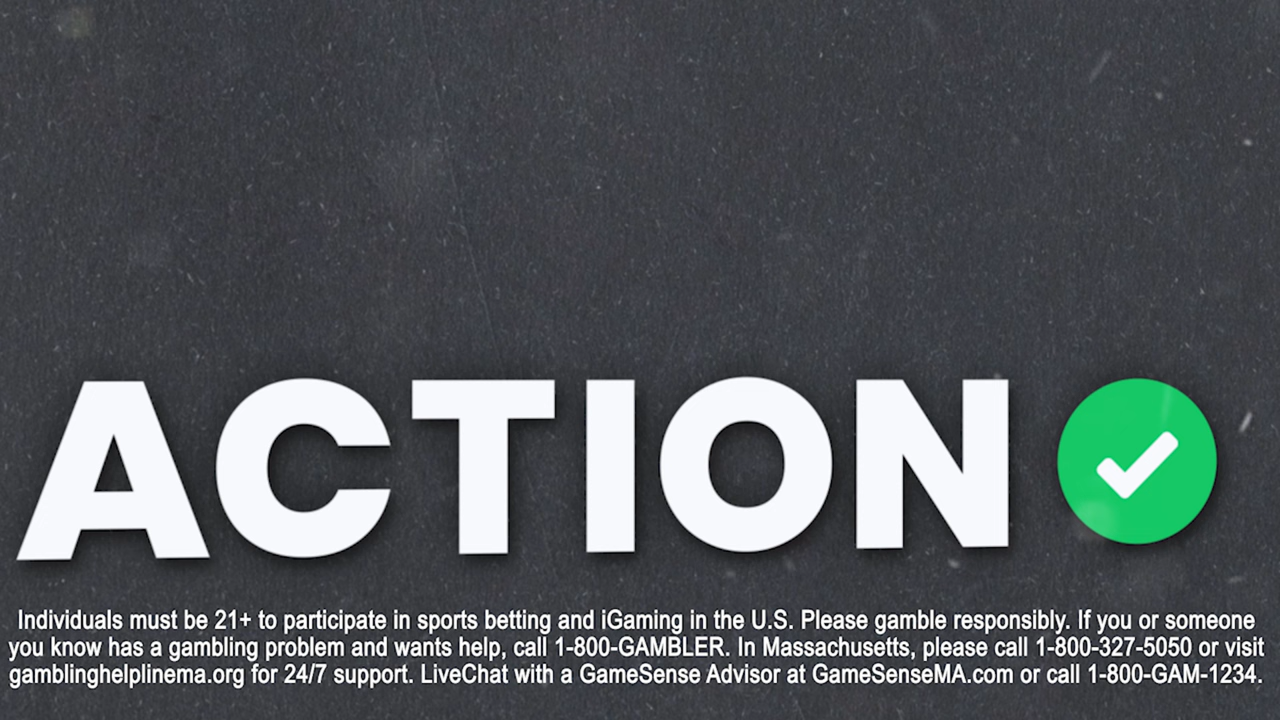 ACTION
Individuals must be 21+ to participate in sports betting and iGaming in the U.S. Please gamble responsibly. If you or someone
you know has a gambling problem and wants help, call 1-800-GAMBLER. In Massachusetts, please call 1-800-327-5050 or visit
gamblinghelplinema.org for 24/7 support. LiveChat with a GameSense Advisor at GameSenseMA.com or call 1-800-GAM-1234.